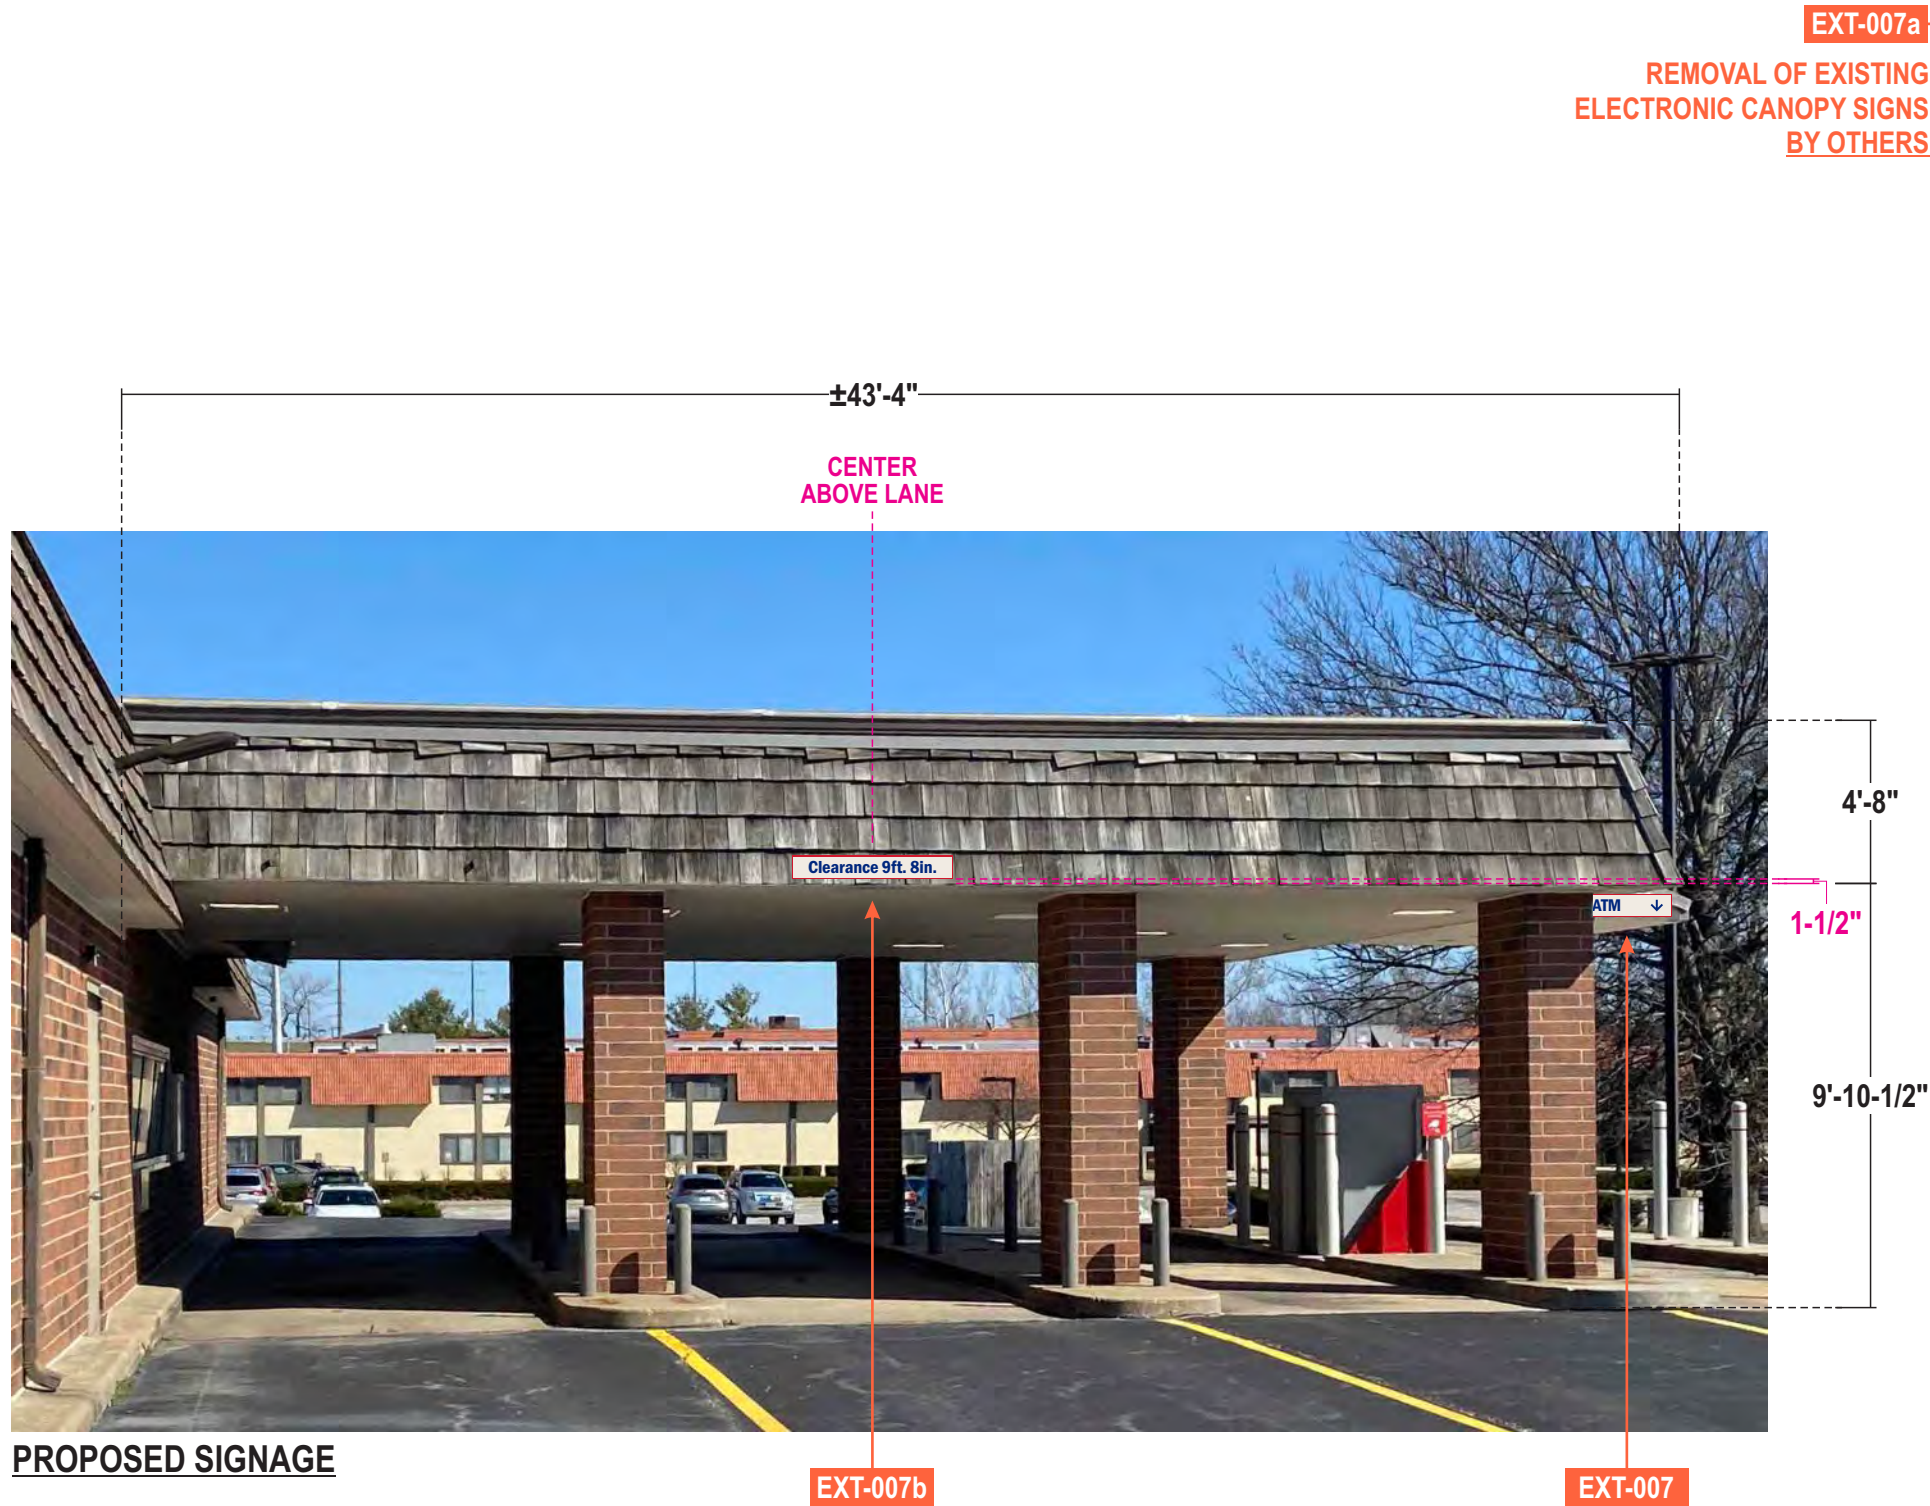 EXT-007a
REMOVAL OF EXISTING
ELECTRONIC CANOPY SIGNS
BY OTHERS
±43'-4"
CENTER
ABOVE LANE
4'-8"
Clearance 9ft. 8in.
ATM ↓
1-1/2"
9'-10-1/2"
PROPOSED SIGNAGE
EXT-007b
EXT-007